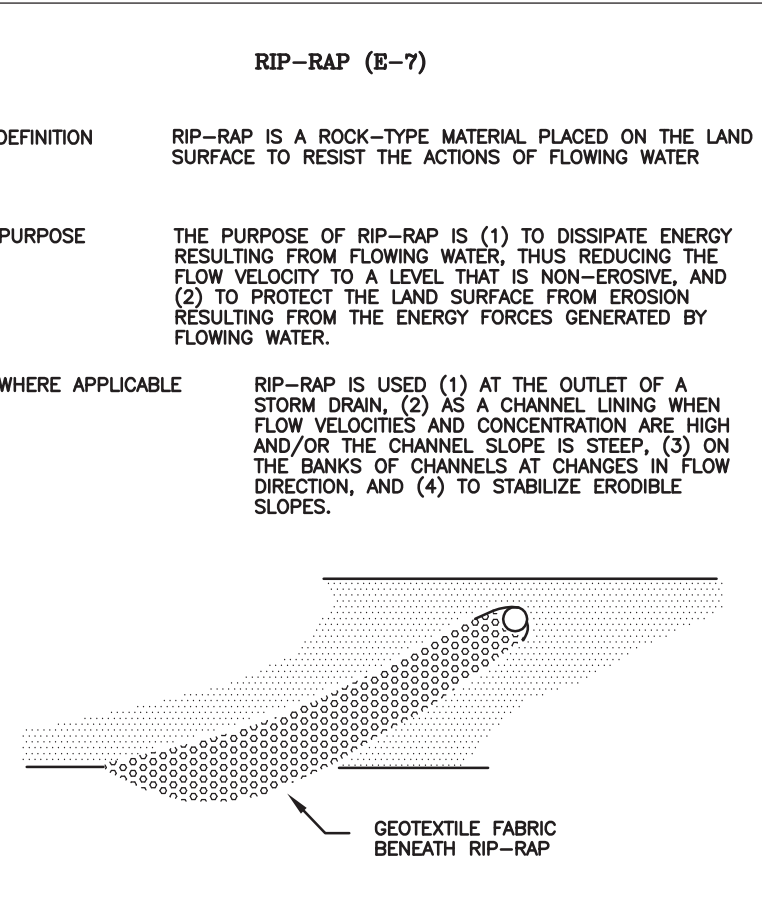 RIP–RAP (E–7)
DEFINITION RIP–RAP IS A ROCK–TYPE MATERIAL PLACED ON THE LAND
SURFACE TO RESIST THE ACTIONS OF FLOWING WATER
PURPOSE THE PURPOSE OF RIP–RAP IS (1) TO DISSIPATE ENERGY
RESULTING FROM FLOWING WATER, THUS REDUCING THE
FLOW VELOCITY TO A LEVEL THAT IS NON–EROSIVE, AND
(2) TO PROTECT THE LAND SURFACE FROM EROSION
RESULTING FROM THE ENERGY FORCES GENERATED BY
FLOWING WATER.
WHERE APPLICABLE RIP–RAP IS USED (1) AT THE OUTLET OF A
STORM DRAIN, (2) AS A CHANNEL LINING WHEN
FLOW VELOCITIES AND CONCENTRATION ARE HIGH
AND/OR THE CHANNEL SLOPE IS STEEP, (3) ON
THE BANKS OF CHANNELS AT CHANGES IN FLOW
DIRECTION, AND (4) TO STABILIZE ERODIBLE
SLOPES.
GEOTEXTILE FABRIC
BENEATH RIP–RAP